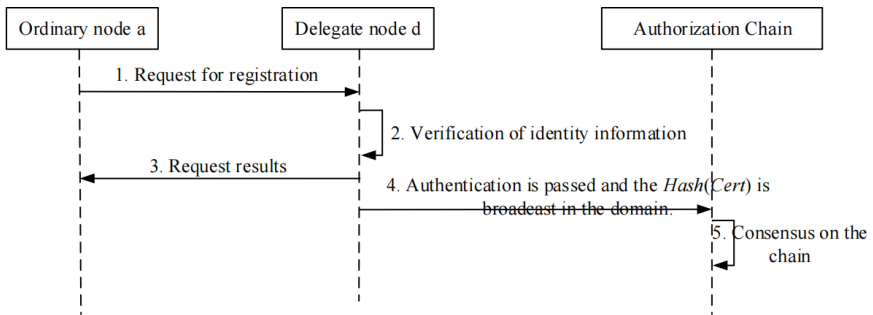 Ordinary node a
Delegate node d
Authorization Chain
1. Request for registration
2. Verification of identity information
3. Request results
4. Authentication is passed and the Hash(Cert) is
broadcast in the domain.
5. Consensus on the
chain